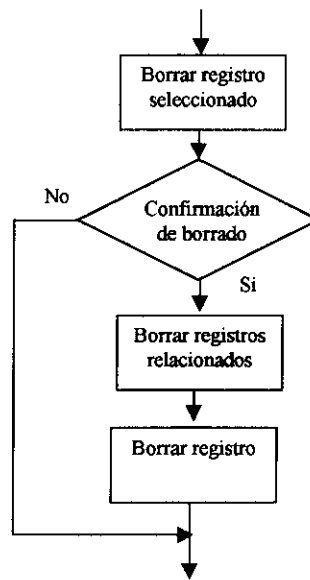 Borrar registro
seleccionado
No
Confirmación
de borrado
Si
Borrar registros
relacionados
Borrar registro